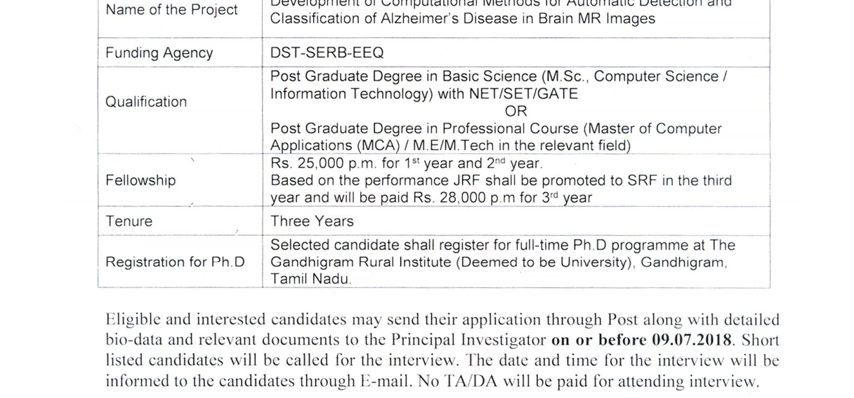 Name of the Project
Development of Computational Methods for Automatic Detection and
Classification of Alzheimer's Disease in Brain MR Images
Funding Agency
DST-SERB-EEQ
Qualification
Post Graduate Degree in Basic Science (M.Sc., Computer Science /
Information Technology) with NET/SET/GATE
OR
Post Graduate Degree in Professional Course (Master of Computer
Applications (MCA) / M.E/M.Tech in the relevant field)
Fellowship
Rs. 25,000 p.m. for 1st year and 2nd year.
Based on the performance JRF shall be promoted to SRF in the third
year and will be paid Rs. 28,000 p.m for 3rd year
Tenure
Three Years
Registration for Ph.D
Selected candidate shall register for full-time Ph.D programme at The
Gandhigram Rural Institute (Deemed to be University), Gandhigram,
Tamil Nadu.
Eligible and interested candidates may send their application through Post along with detailed
bio-data and relevant documents to the Principal Investigator on or before 09.07.2018. Short
listed candidates will be called for the interview. The date and time for the interview will be
informed to the candidates through E-mail. No TA/DA will be paid for attending interview.